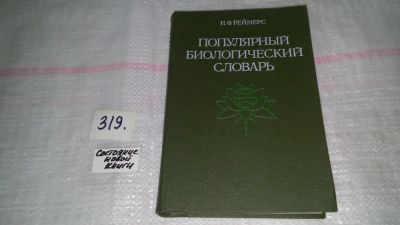 Н.Ф. РЕЙМЕРС
ПОПУЛЯРНЫЙ
БИОЛОГИЧЕСКИЙ
СЛОВАРЬ
319.
Состояние
новой
книги